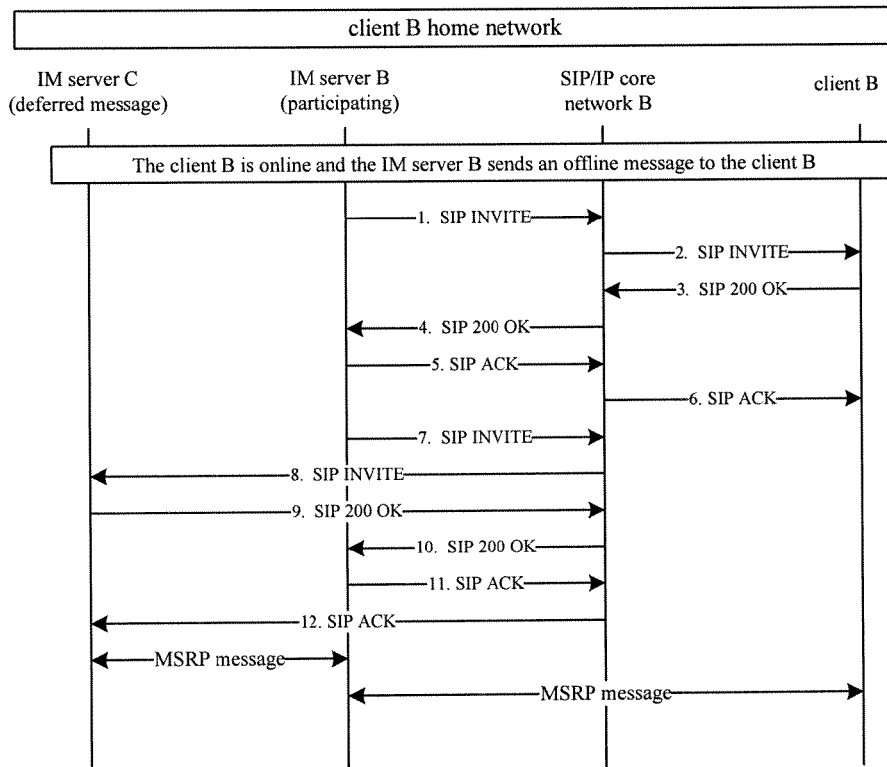 client B home network
IM server C
(deferred message)
IM server B
(participating)
SIP/IP core
network B
client B
The client B is online and the IM server B sends an offline message to the client B
1. SIP INVITE
2. SIP INVITE
3. SIP 200 OK
4. SIP 200 OK
5. SIP ACK
6. SIP ACK
7. SIP INVITE
8. SIP INVITE
9. SIP 200 OK
10. SIP 200 OK
11. SIP ACK
12. SIP ACK
MSRP message
MSRP message